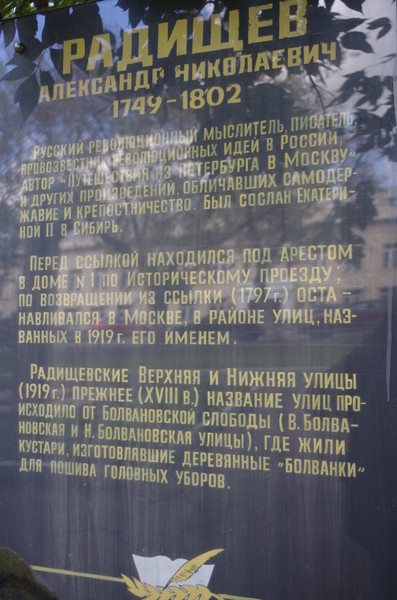 РАДИЩЕВ
АЛЕКСАНДР НИКОЛАЕВИЧ
1749-1802
РУССКИЙ РЕВОЛЮЦИОННЫЙ МЫСЛИТЕЛЬ, ПИСАТЕЛЬ,
ПРОВОЗВЕСТНИК РЕВОЛЮЦИОННЫХ ИДЕЙ В РОССИИ,
АВТОР "ПУТЕШЕСТВИЯ ИЗ ПЕТЕРБУРГА В МОСКВУ"
И ДРУГИХ ПРОИЗВЕДЕНИЙ, ОБЛИЧАВШИХ САМОДЕР-
ЖАВИЕ И КРЕПОСТНИЧЕСТВО. БЫЛ СОСЛАН ЕКАТЕРИ-
НОЙ II В СИБИРЬ.
ПЕРЕД ССЫЛКОЙ НАХОДИЛСЯ ПОД АРЕСТОМ
В ДОМЕ №1 ПО ИСТОРИЧЕСКОМУ ПРОЕЗДУ;
ПО ВОЗВРАЩЕНИИ ИЗ ССЫЛКИ (1797 г.) ОСТА-
НАВЛИВАЛСЯ В МОСКВЕ, В РАЙОНЕ УЛИЦ, НАЗ-
ВАННЫХ В 1919 г. ЕГО ИМЕНЕМ.
РАДИЩЕВСКИЕ ВЕРХНЯЯ И НИЖНЯЯ УЛИЦЫ
(1919 г.) ПРЕЖНЕЕ (XVIII в.) НАЗВАНИЕ УЛИЦ ПРО-
ИСХОДИЛО ОТ БОЛВАНОВСКОЙ СЛОБОДЫ (В. БОЛВА-
НОВСКАЯ И Н. БОЛВАНОВСКАЯ УЛИЦЫ), ГДЕ ЖИЛИ
КУСТАРИ, ИЗГОТОВЛЯВШИЕ ДЕРЕВЯННЫЕ "БОЛВАНКИ"
ДЛЯ ПОШИВА ГОЛОВНЫХ УБОРОВ.